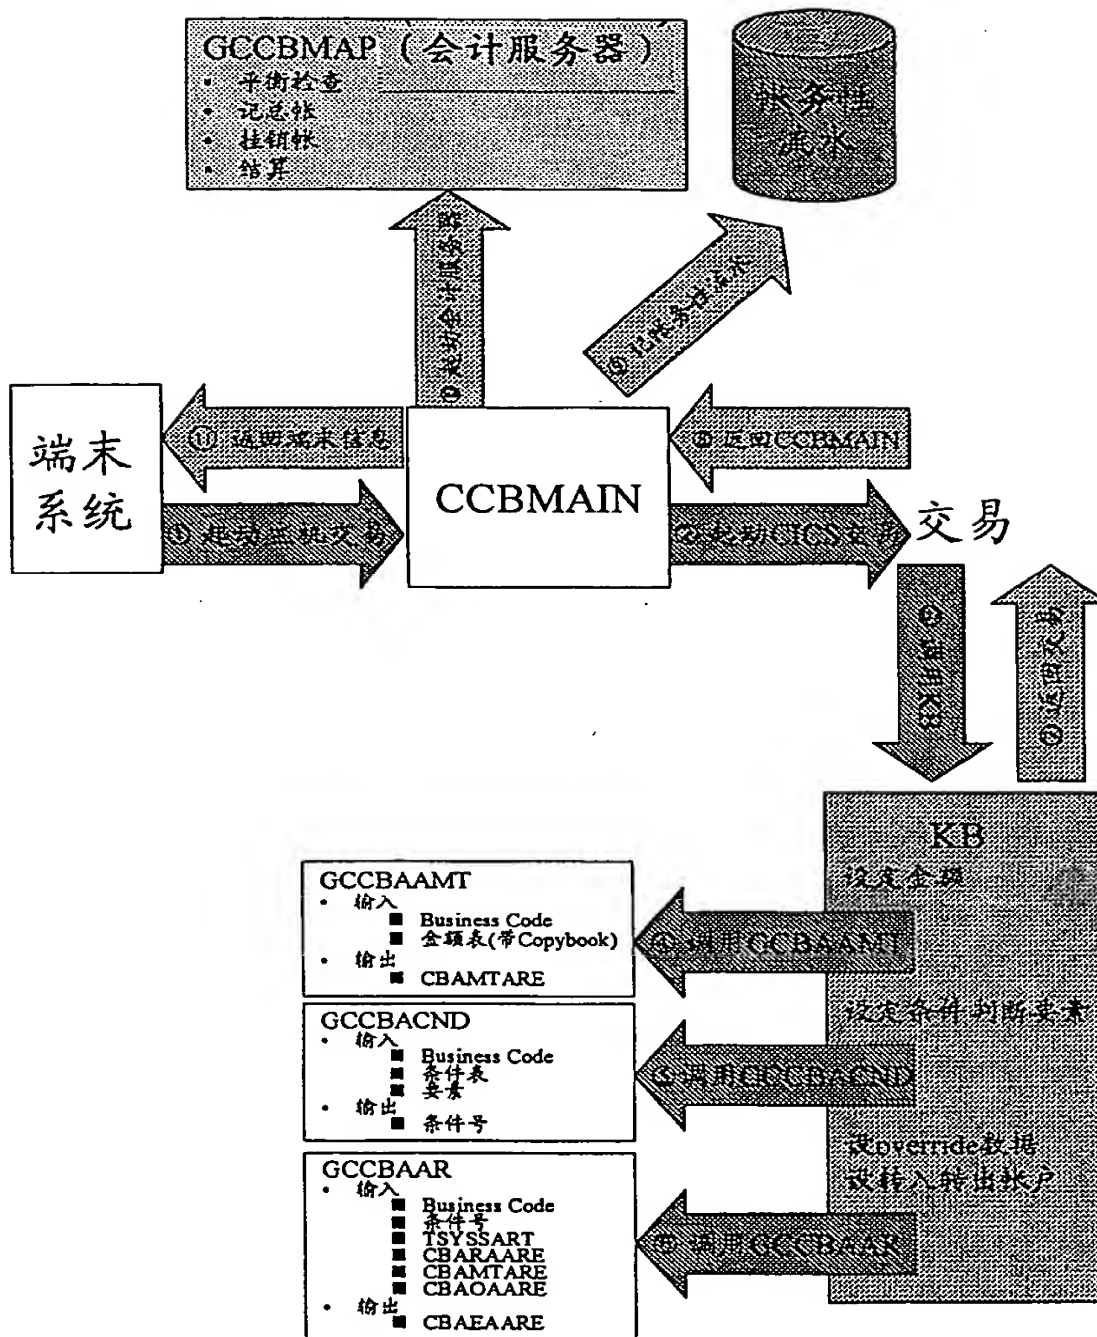 GCCBMAP（会计服务器）
• 平衡检查
• 记总帐
• 挂销帐
• 结算
帐务性
流水
起动会计服务
⑨ 记帐务性流水
端末
系统
⑪ 返回端末信息
① 起动主机交易
CCBMAIN
⑧ 返回CCBMAIN
② 起动CICS交易
交易
③ 调用KB
⑦ 返回交易
KB
设定金额
GCCBAAMT
• 输入
■ Business Code
■ 金额表(带Copybook)
• 输出
■ CBAMTARE
④ 调用GCBAAMT
设定条件判断要素
GCCBACND
• 输入
■ Business Code
■ 条件表
■ 要素
• 输出
■ 条件号
⑤ 调用GCCBACND
设override数据
设转入转出帐户
GCCBAAR
• 输入
■ Business Code
■ 条件号
■ TSYSSART
■ CBARAARE
■ CBAMTARE
■ CBAOAARE
• 输出
■ CBAEAARE
⑥ 调用GCCBAAR